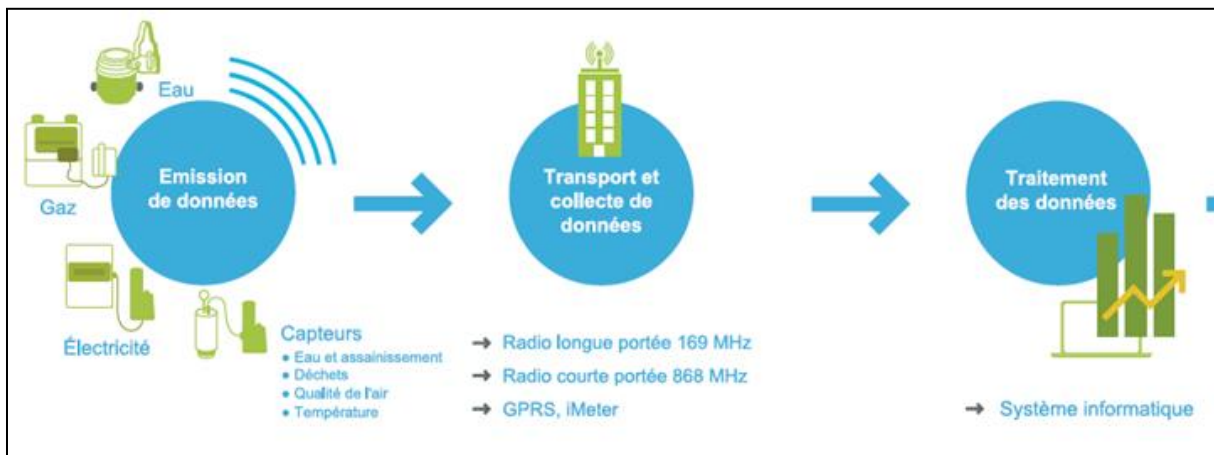 Eau
Emission
de données
Gaz
Électricité
Capteurs
● Eau et assainissement
● Déchets
● Qualité de l'air
● Température
Transport et
collecte de
données
→ Radio longue portée 169 MHz
→ Radio courte portée 868 MHz
→ GPRS, iMeter
Traitement
des données
→ Système informatique